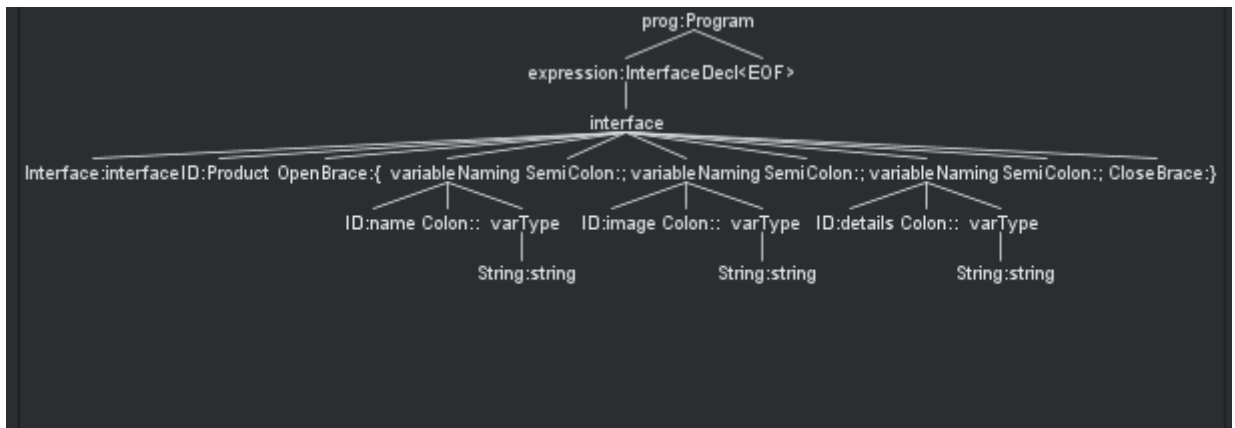 prog:Program
expression:InterfaceDecl<EOF>
interface
Interface:interfaceID:Product OpenBrace:{ variableNaming SemiColon:; variableNaming SemiColon:; variableNaming SemiColon:; CloseBrace:}
ID:name Colon:: varType ID:image Colon:: varType ID:details Colon:: varType
String:string String:string String:string